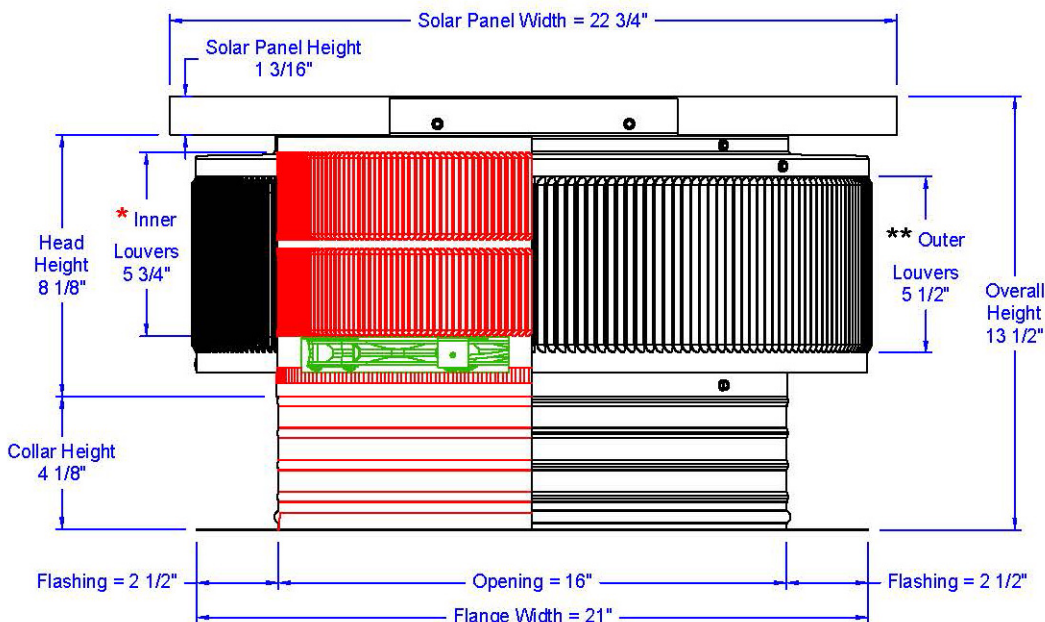 Solar Panel Width = 22 3/4"
Solar Panel Height
1 3/16"
* Inner
Louvers
5 3/4"
Head
Height
8 1/8"
** Outer
Louvers
5 1/2"
Overall
Height
13 1/2"
Collar Height
4 1/8"
Flashing = 2 1/2"
Opening = 16"
Flashing = 2 1/2"
Flange Width = 21"